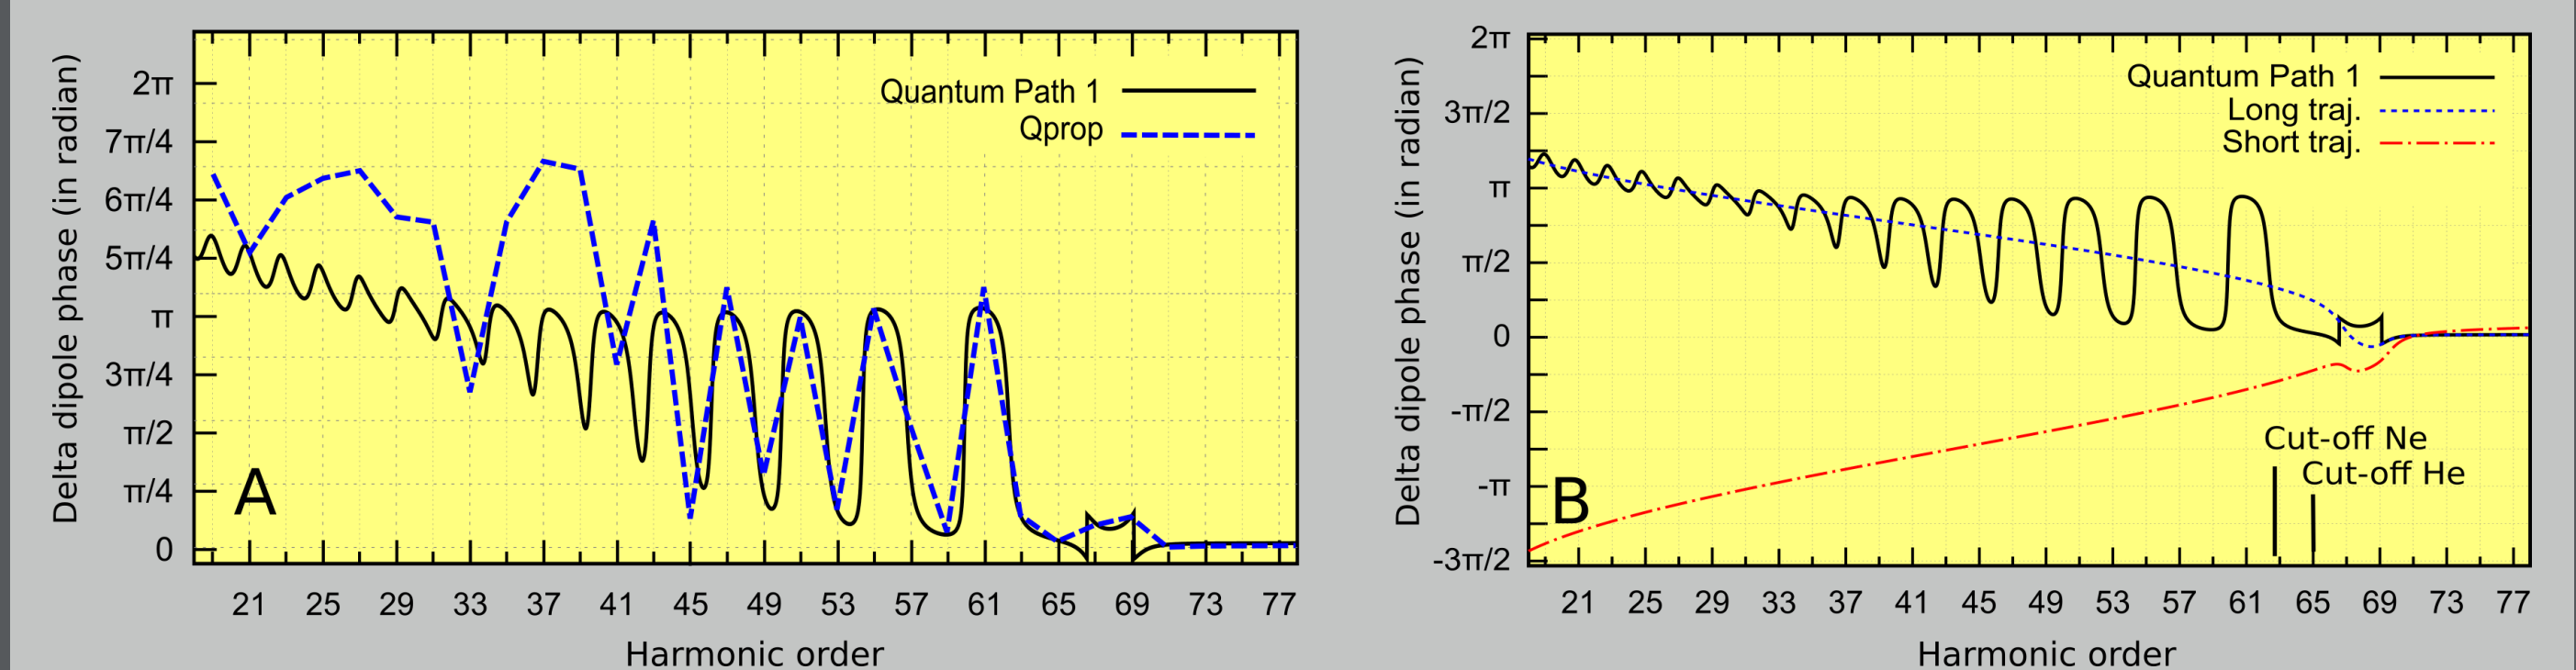 Delta dipole phase (in radian)
2π
7π/4
6π/4
5π/4
π
3π/4
π/2
π/4
0
Quantum Path 1
Qprop
A
21 25 29 33 37 41 45 49 53 57 61 65 69 73 77
Harmonic order
Delta dipole phase (in radian)
2π
3π/2
π
π/2
0
-π/2
-π
-3π/2
Quantum Path 1
Long traj.
Short traj.
Cut-off Ne
Cut-off He
B
21 25 29 33 37 41 45 49 53 57 61 65 69 73 77
Harmonic order